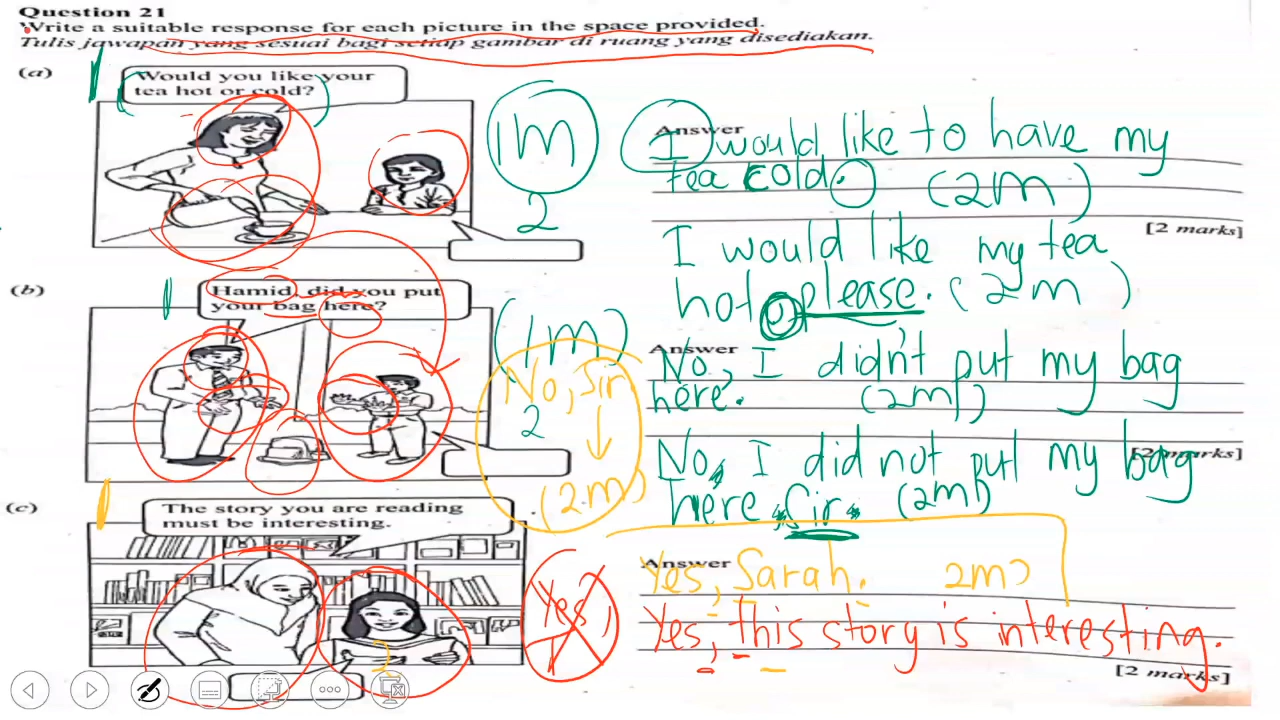 Question 21
Write a suitable response for each picture in the space provided.
Tulis jawapan yang sesuai bagi setiap gambar di ruang yang disediakan.
(a)
Would you like your
tea hot or cold?
1M
2
Answer
I would like to have my
tea cold. (2m)
[2 marks]
I would like my tea
hot, please. (2m)
(b)
Hamid, did you put
your bag here?
(1m)
2
No, Sir
(2m)
Answer
No, I didn't put my bag
here. (2m)
[2 marks]
No, I did not put my bag
here, Sir. (2m)
(c)
The story you are reading
must be interesting.
Yes,
Answer
Yes, Sarah. 2m
Yes, this story is interesting.
[2 marks]